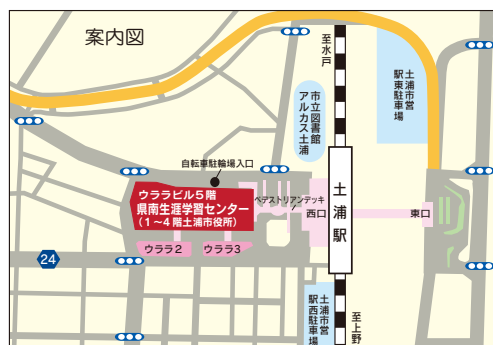 案内図
至水戸
土浦市営
駅東駐車場
市立図書館
アルカス土浦
自転車駐輪場入口
ウララビル5階
県南生涯学習センター
(1~4階土浦市役所)
ペデストリアンデッキ
西口
土浦駅
東口
ウララ2
ウララ3
24
土浦市営
駅西駐車場
至上野